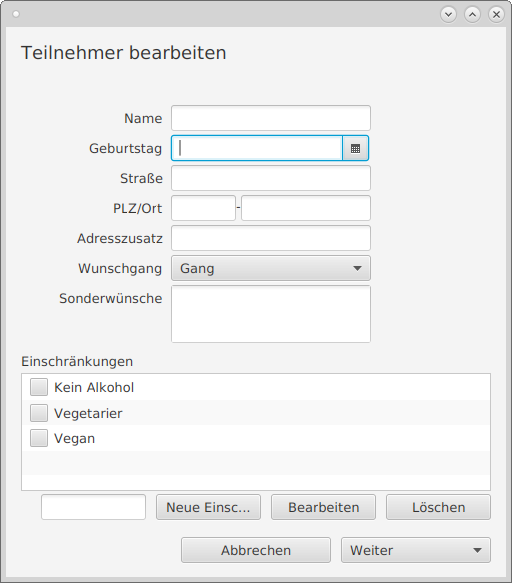 Teilnehmer bearbeiten
Name
Geburtstag
Straße
PLZ/Ort -
Adresszusatz
Wunschgang Gang
Sonderwünsche
Einschränkungen
Kein Alkohol
Vegetarier
Vegan
Neue Einsc... Bearbeiten Löschen
Abbrechen Weiter